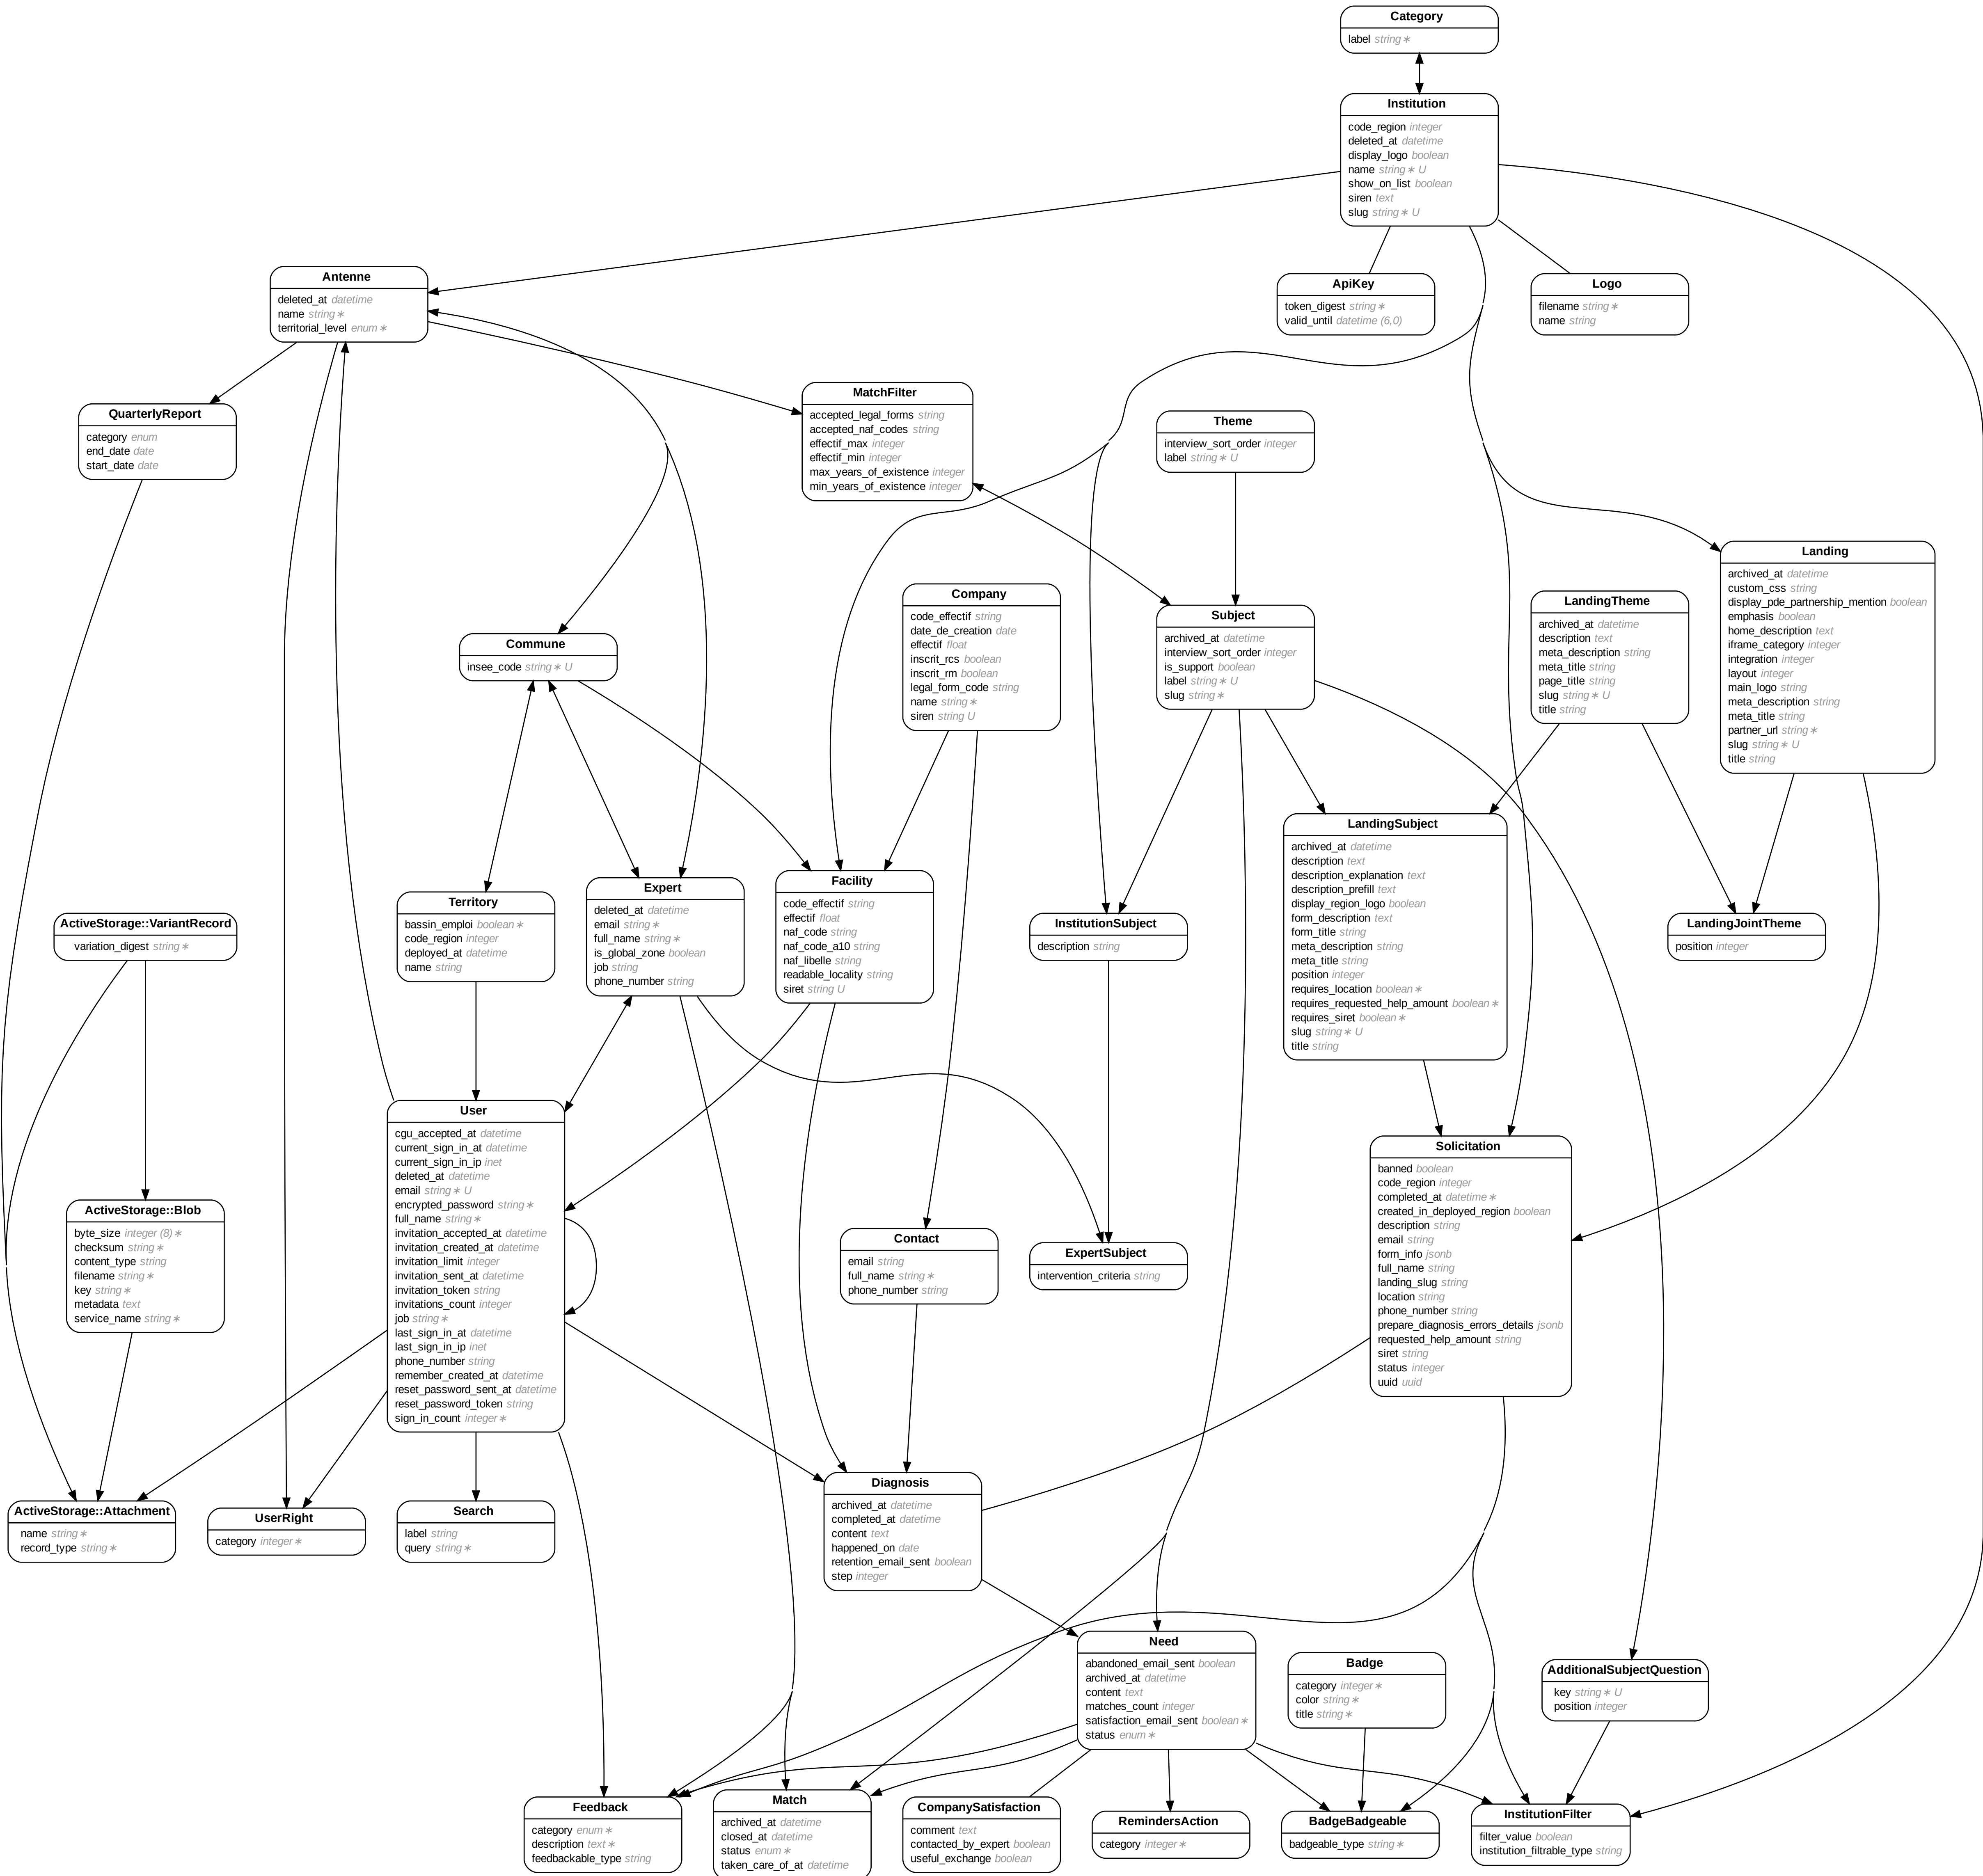 Category
label string∗
Institution
code_region integer
deleted_at datetime
display_logo boolean
name string∗ U
show_on_list boolean
siren text
slug string∗ U
Antenne
deleted_at datetime
name string∗
territorial_level enum∗
ApiKey
token_digest string∗
valid_until datetime (6,0)
Logo
filename string∗
name string
QuarterlyReport
category enum
end_date date
start_date date
MatchFilter
accepted_legal_forms string
accepted_naf_codes string
effectif_max integer
effectif_min integer
max_years_of_existence integer
min_years_of_existence integer
Theme
interview_sort_order integer
label string∗ U
Landing
archived_at datetime
custom_css string
display_pde_partnership_mention boolean
emphasis boolean
home_description text
iframe_category integer
integration integer
layout integer
main_logo string
meta_description string
meta_title string
partner_url string∗
slug string∗ U
title string
Company
code_effectif string
date_de_creation date
effectif float
inscrit_rcs boolean
inscrit_rm boolean
legal_form_code string
name string∗
siren string U
LandingTheme
archived_at datetime
description text
meta_description string
meta_title string
page_title string
slug string∗ U
title string
Subject
archived_at datetime
interview_sort_order integer
is_support boolean
label string∗ U
slug string∗
Commune
insee_code string∗ U
LandingSubject
archived_at datetime
description text
description_explanation text
description_prefill text
display_region_logo boolean
form_description text
form_title string
meta_description string
meta_title string
position integer
requires_location boolean∗
requires_requested_help_amount boolean∗
requires_siret boolean∗
slug string∗ U
title string
Facility
code_effectif string
effectif float
naf_code string
naf_code_a10 string
naf_libelle string
readable_locality string
siret string U
Expert
deleted_at datetime
email string∗
full_name string∗
is_global_zone boolean
job string
phone_number string
Territory
bassin_emploi boolean∗
code_region integer
deployed_at datetime
name string
ActiveStorage::VariantRecord
variation_digest string∗
InstitutionSubject
description string
LandingJointTheme
position integer
User
cgu_accepted_at datetime
current_sign_in_at datetime
current_sign_in_ip inet
deleted_at datetime
email string∗ U
encrypted_password string∗
full_name string∗
invitation_accepted_at datetime
invitation_created_at datetime
invitation_limit integer
invitation_sent_at datetime
invitation_token string
invitations_count integer
job string∗
last_sign_in_at datetime
last_sign_in_ip inet
phone_number string
remember_created_at datetime
reset_password_sent_at datetime
reset_password_token string
sign_in_count integer∗
Solicitation
banned boolean
code_region integer
completed_at datetime∗
created_in_deployed_region boolean
description string
email string
form_info jsonb
full_name string
landing_slug string
location string
phone_number string
prepare_diagnosis_errors_details jsonb
requested_help_amount string
siret string
status integer
uuid uuid
ActiveStorage::Blob
byte_size integer (8)∗
checksum string∗
content_type string
filename string∗
key string∗
metadata text
service_name string∗
Contact
email string
full_name string∗
phone_number string
ExpertSubject
intervention_criteria string
Diagnosis
archived_at datetime
completed_at datetime
content text
happened_on date
retention_email_sent boolean
step integer
ActiveStorage::Attachment
name string∗
record_type string∗
UserRight
category integer∗
Search
label string
query string∗
Need
abandoned_email_sent boolean
archived_at datetime
content text
matches_count integer
satisfaction_email_sent boolean∗
status enum∗
Badge
category integer∗
color string∗
title string∗
AdditionalSubjectQuestion
key string∗ U
position integer
Feedback
category enum∗
description text∗
feedbackable_type string
Match
archived_at datetime
closed_at datetime
status enum∗
taken_care_of_at datetime
CompanySatisfaction
comment text
contacted_by_expert boolean
useful_exchange boolean
RemindersAction
category integer∗
BadgeBadgeable
badgeable_type string∗
InstitutionFilter
filter_value boolean
institution_filtrable_type string